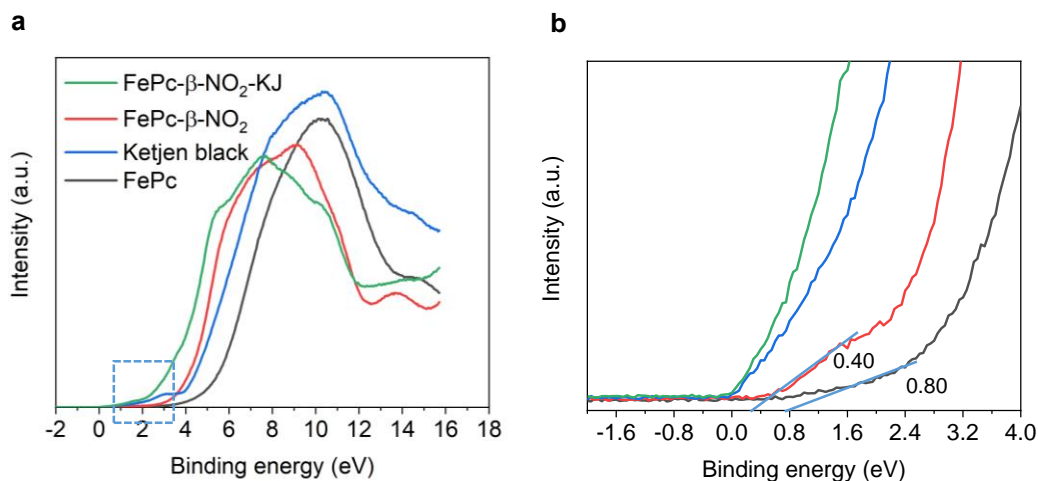 a
FePc-β-NO₂-KJ
FePc-β-NO₂
Ketjen black
FePc
Intensity (a.u.)
-2 0 2 4 6 8 10 12 14 16 18
Binding energy (eV)
b
Intensity (a.u.)
0.40
0.80
-1.6 -0.8 0.0 0.8 1.6 2.4 3.2 4.0
Binding energy (eV)